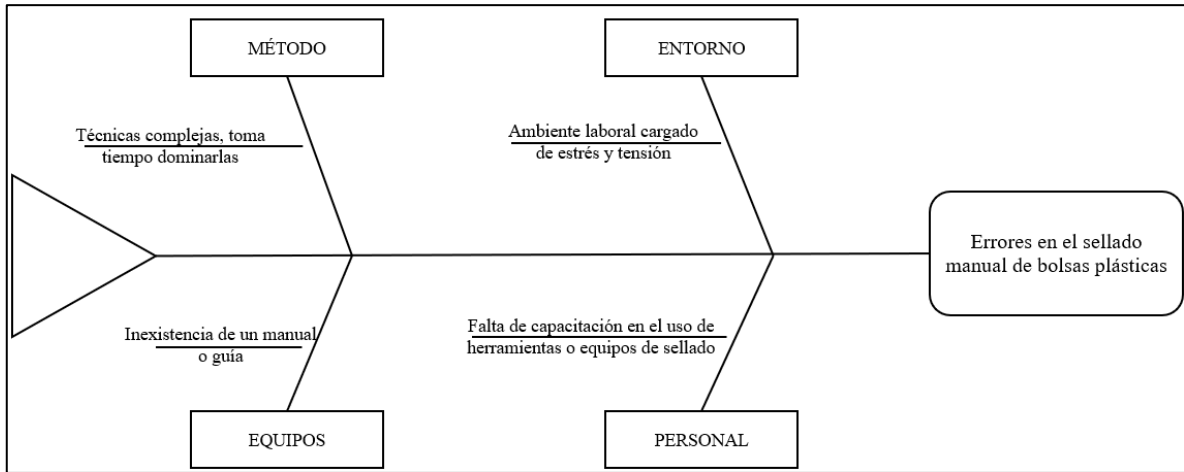 MÉTODO
ENTORNO
Técnicas complejas, toma
tiempo dominarlas
Ambiente laboral cargado
de estrés y tensión
Errores en el sellado
manual de bolsas plásticas
Inexistencia de un manual
o guía
Falta de capacitación en el uso de
herramientas o equipos de sellado
EQUIPOS
PERSONAL